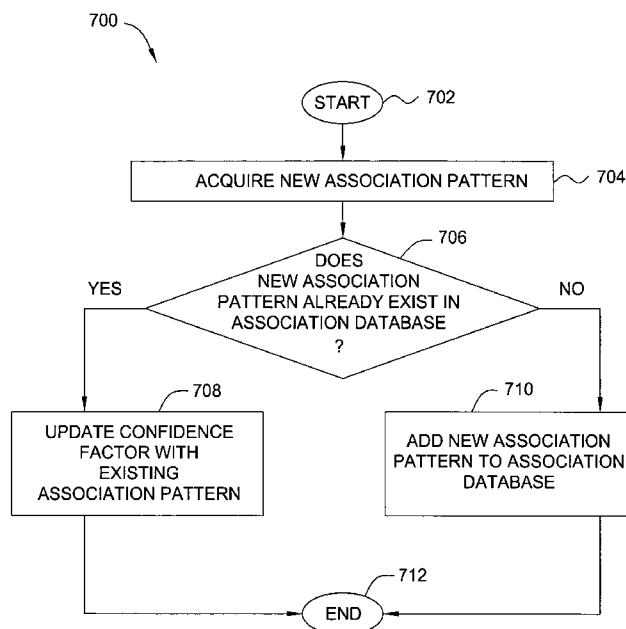 700
START
702
ACQUIRE NEW ASSOCIATION PATTERN
704
706
DOES
NEW ASSOCIATION
PATTERN ALREADY EXIST IN
ASSOCIATION DATABASE
?
YES
NO
708
UPDATE CONFIDENCE
FACTOR WITH
EXISTING
ASSOCIATION PATTERN
710
ADD NEW ASSOCIATION
PATTERN TO ASSOCIATION
DATABASE
712
END